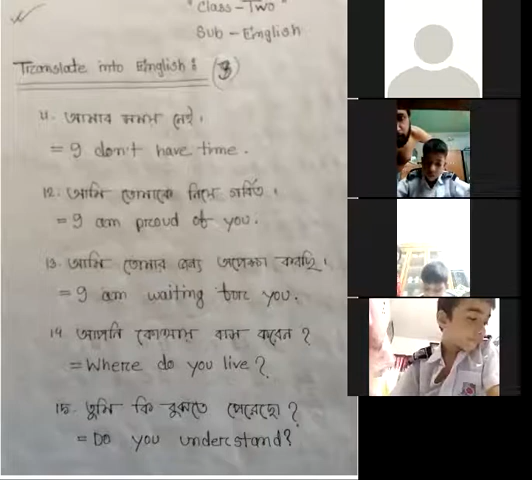 "Class-Two"
Sub - English
Translate into English: (3)
11. আমার সময় নেই।
= I don't have time.
12. আমি তোমাকে নিয়ে গর্বিত।
= I am proud of you.
13. আমি তোমার জন্য অপেক্ষা করছি।
= I am waiting for you.
14. আপনি কোথায় বাস করেন?
= Where do you live?
15. তুমি কি বুঝতে পেরেছো?
= Do you understand?